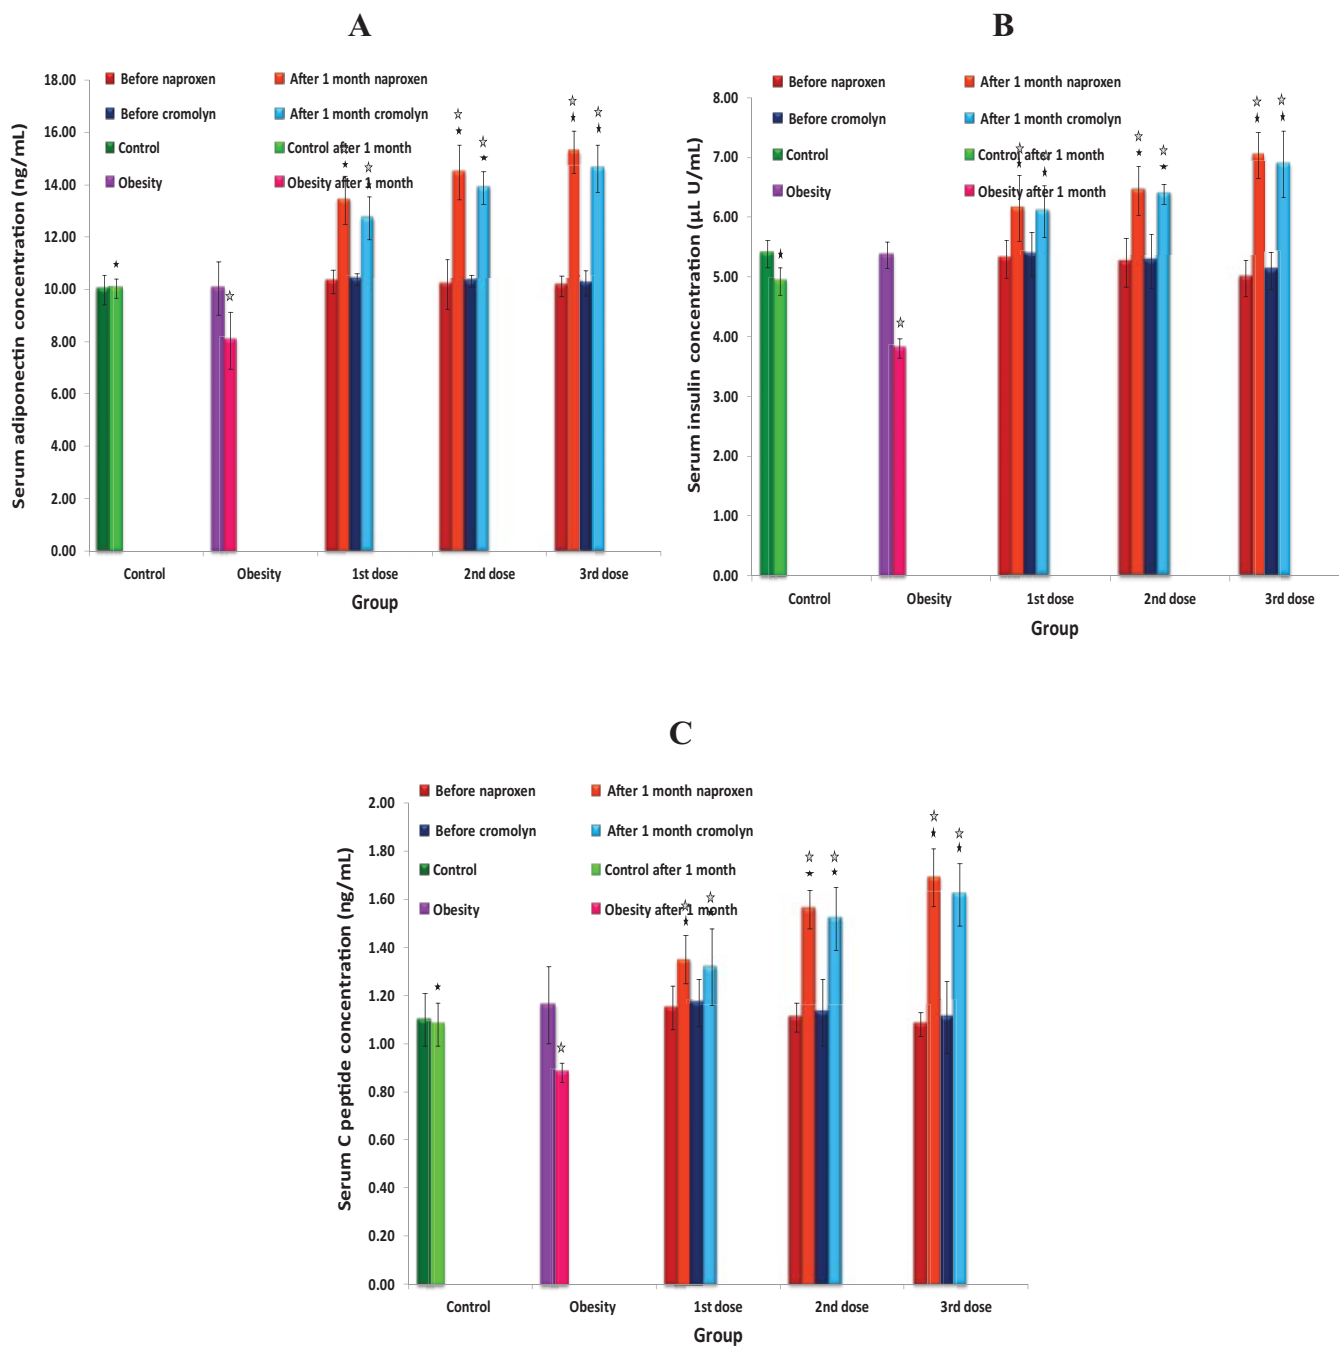 A
Before naproxen
After 1 month naproxen
Before cromolyn
After 1 month cromolyn
Control
Control after 1 month
Obesity
Obesity after 1 month
Serum adiponectin concentration (ng/mL)
18.00
16.00
14.00
12.00
10.00
8.00
6.00
4.00
2.00
0.00
Control
Obesity
1st dose
2nd dose
3rd dose
Group
B
Before naproxen
After 1 month naproxen
Before cromolyn
After 1 month cromolyn
Control
Control after 1 month
Obesity
Obesity after 1 month
Serum insulin concentration (µL U/mL)
8.00
7.00
6.00
5.00
4.00
3.00
2.00
1.00
0.00
Control
Obesity
1st dose
2nd dose
3rd dose
Group
C
Before naproxen
After 1 month naproxen
Before cromolyn
After 1 month cromolyn
Control
Control after 1 month
Obesity
Obesity after 1 month
Serum C peptide concentration (ng/mL)
2.00
1.80
1.60
1.40
1.20
1.00
0.80
0.60
0.40
0.20
0.00
Control
Obesity
1st dose
2nd dose
3rd dose
Group